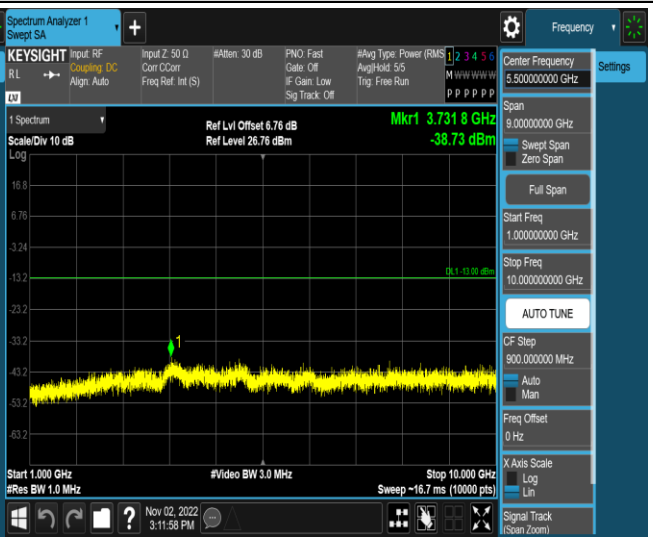 Spectrum Analyzer 1
Swept SA
Frequency
KEYSIGHT
RL
LXI
Input: RF
Coupling: DC
Align: Auto
Input Z: 50 Ω
Corr CCorr
Freq Ref: Int (S)
#Atten: 30 dB
PNO: Fast
Gate: Off
IF Gain: Low
Sig Track: Off
#Avg Type: Power (RMS
Avg|Hold: 5/5
Trig: Free Run
1 2 3 4 5 6
M W W W W W
P P P P P P
Settings
1 Spectrum
Scale/Div 10 dB
Log
Ref Lvl Offset 6.76 dB
Ref Level 26.76 dBm
Mkr1 3.731 8 GHz
-38.73 dBm
16.8
6.76
-3.24
-13.2
-23.2
-33.2
-43.2
-53.2
-63.2
DL1 -13.00 dBm
1
Start 1.000 GHz
#Res BW 1.0 MHz
#Video BW 3.0 MHz
Stop 10.000 GHz
Sweep ~16.7 ms (10000 pts)
Center Frequency
5.500000000 GHz
Span
9.00000000 GHz
Swept Span
Zero Span
Full Span
Start Freq
1.000000000 GHz
Stop Freq
10.000000000 GHz
AUTO TUNE
CF Step
900.000000 MHz
Auto
Man
Freq Offset
0 Hz
X Axis Scale
Log
Lin
Signal Track
(Span Zoom)
?
Nov 02, 2022
3:11:58 PM